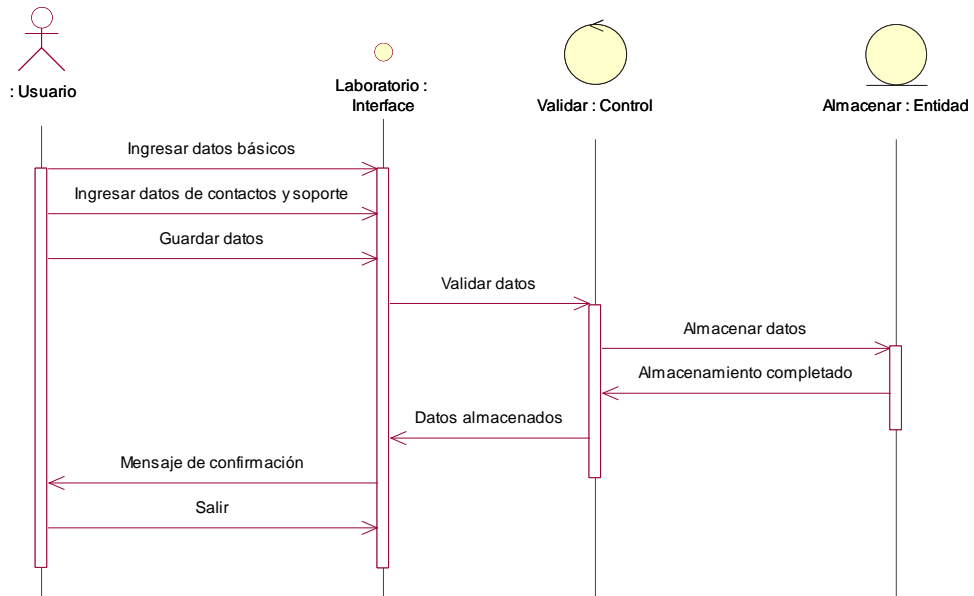 : Usuario
Laboratorio :
Interface
Validar : Control
Almacenar : Entidad
Ingresar datos básicos
Ingresar datos de contactos y soporte
Guardar datos
Validar datos
Almacenar datos
Almacenamiento completado
Datos almacenados
Mensaje de confirmación
Salir